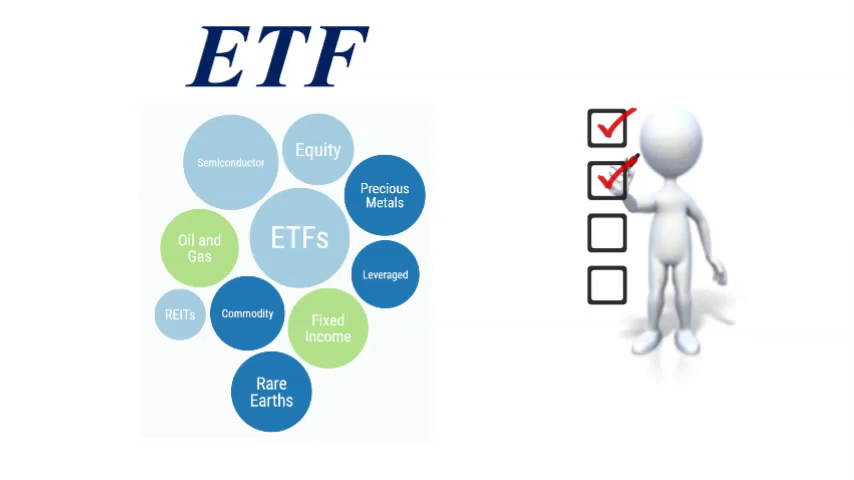 ETF
Semiconductor
Equity
Precious
Metals
ETFs
Oil and
Gas
Leveraged
REITs
Commodity
Fixed
Income
Rare
Earths